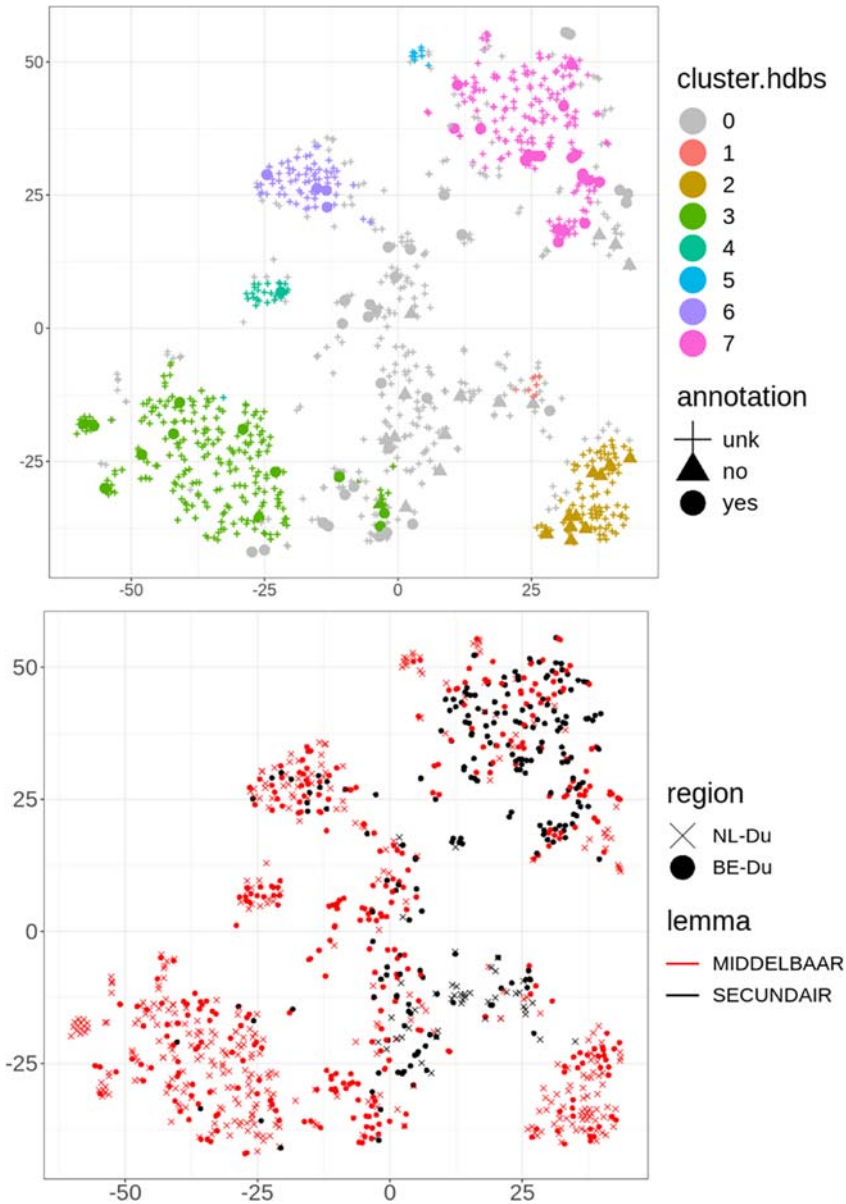 50
25
0
-25
-50
-25
0
25
cluster.hdbs
0
1
2
3
4
5
6
7
annotation
unk
no
yes
50
25
0
-25
-50
-25
0
25
region
NL-Du
BE-Du
lemma
MIDDELBAAR
SECUNDAIR